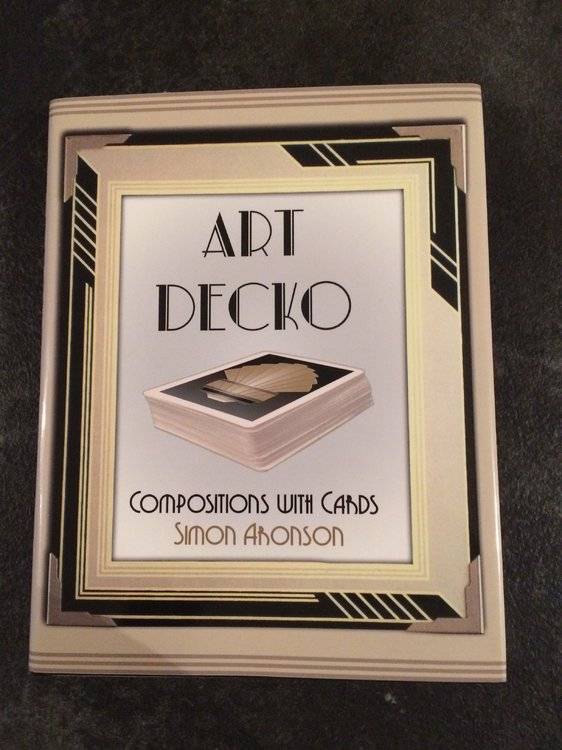 ART
DECKO
COMPOSITIONS WITH CARDS
SIMON ARONSON